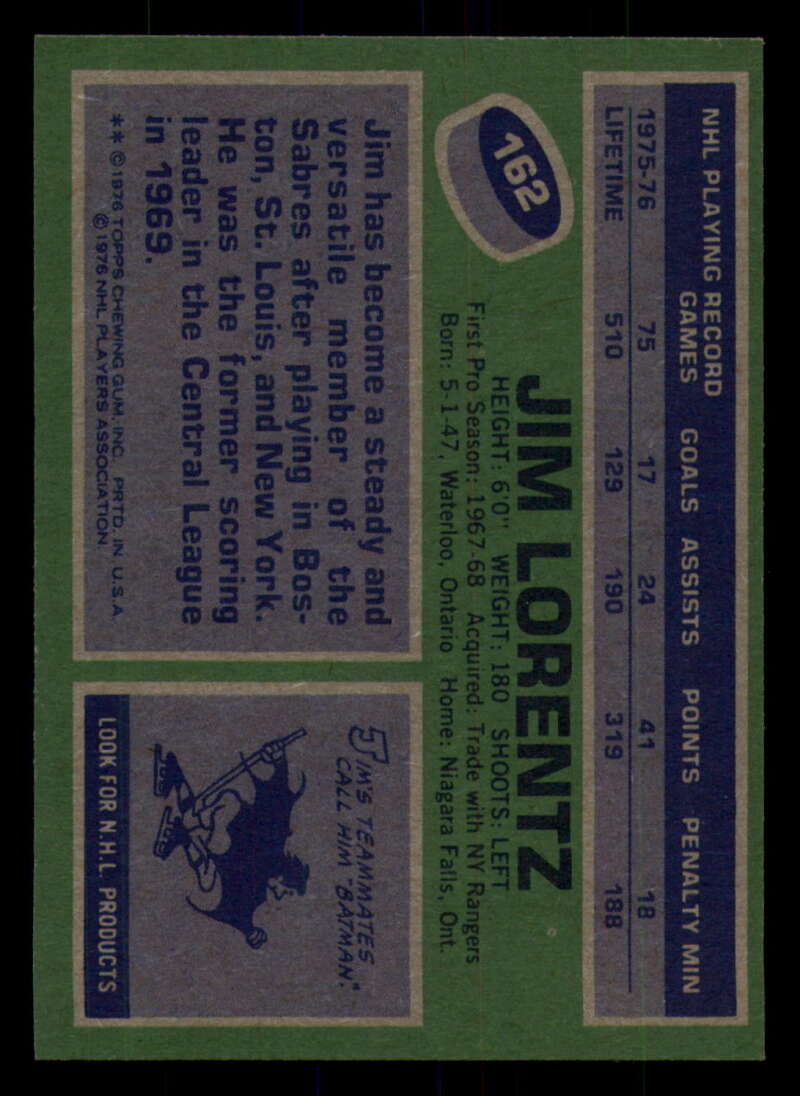 NHL PLAYING RECORD
GAMES GOALS ASSISTS POINTS PENALTY MIN
1975-76 75 17 24 41 18
LIFETIME 510 129 190 319 188
162
JIM LORENTZ
HEIGHT: 6'0" WEIGHT: 180 SHOOTS: LEFT
First Pro Season: 1967-68 Acquired: Trade with NY Rangers
Born: 5-1-47, Waterloo, Ontario Home: Niagara Falls, Ont.
Jim has become a steady and
versatile member of the
Sabres after playing in Bos-
ton, St. Louis, and New York.
He was the former scoring
leader in the Central League
in 1969.
** © 1976 TOPPS CHEWING GUM, INC. PRTD. IN U.S.A.
© 1976 NHL PLAYERS ASSOCIATION.
JIM'S TEAMMATES
CALL HIM "BATMAN."
LOOK FOR N.H.L. PRODUCTS